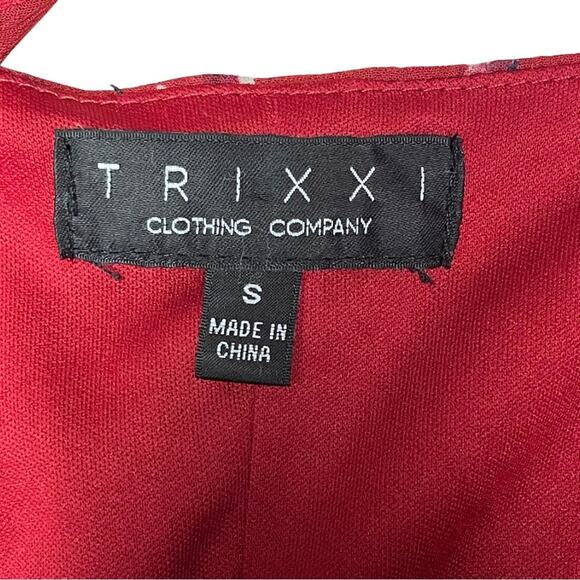 TRIXXI
CLOTHING COMPANY
S
MADE IN
CHINA